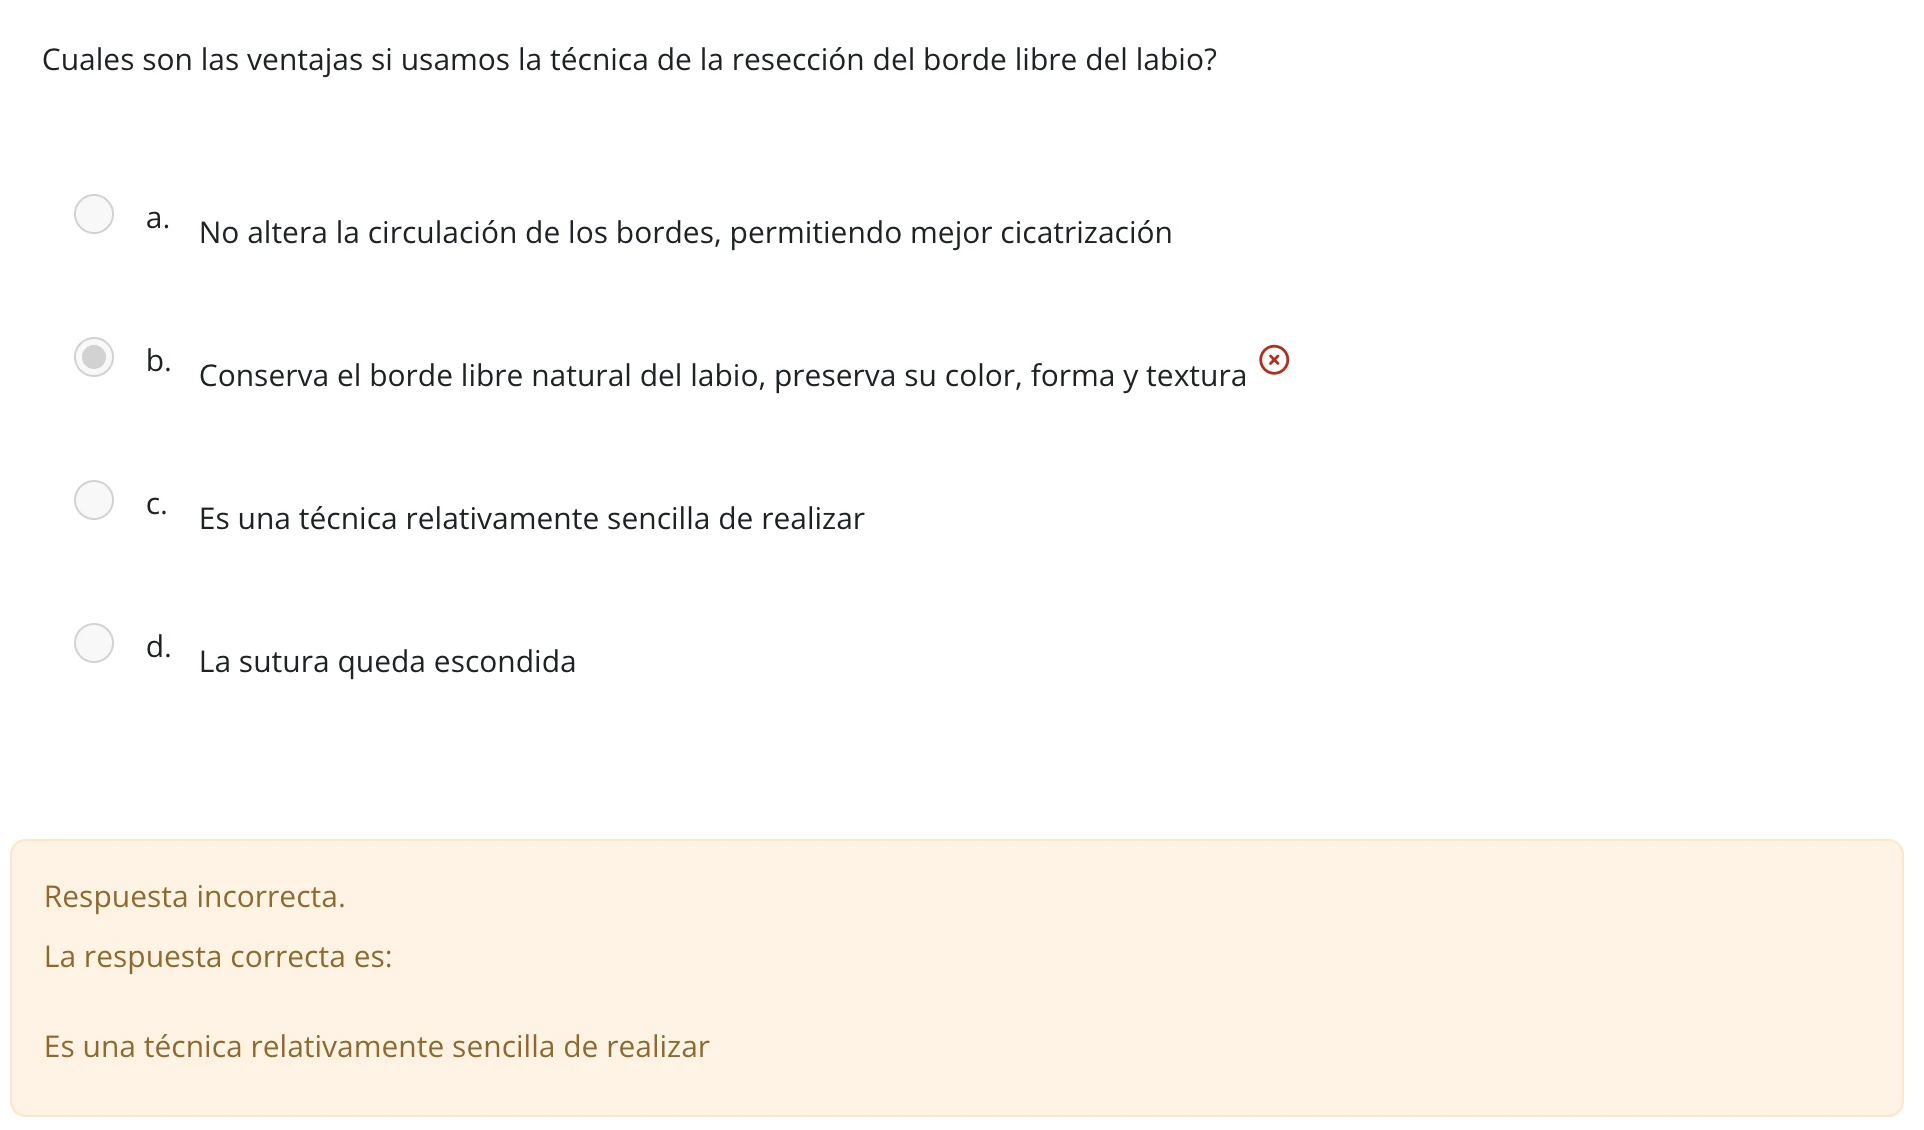 Cuales son las ventajas si usamos la técnica de la resección del borde libre del labio?
a. No altera la circulación de los bordes, permitiendo mejor cicatrización
b. Conserva el borde libre natural del labio, preserva su color, forma y textura
c. Es una técnica relativamente sencilla de realizar
d. La sutura queda escondida
Respuesta incorrecta.
La respuesta correcta es:
Es una técnica relativamente sencilla de realizar